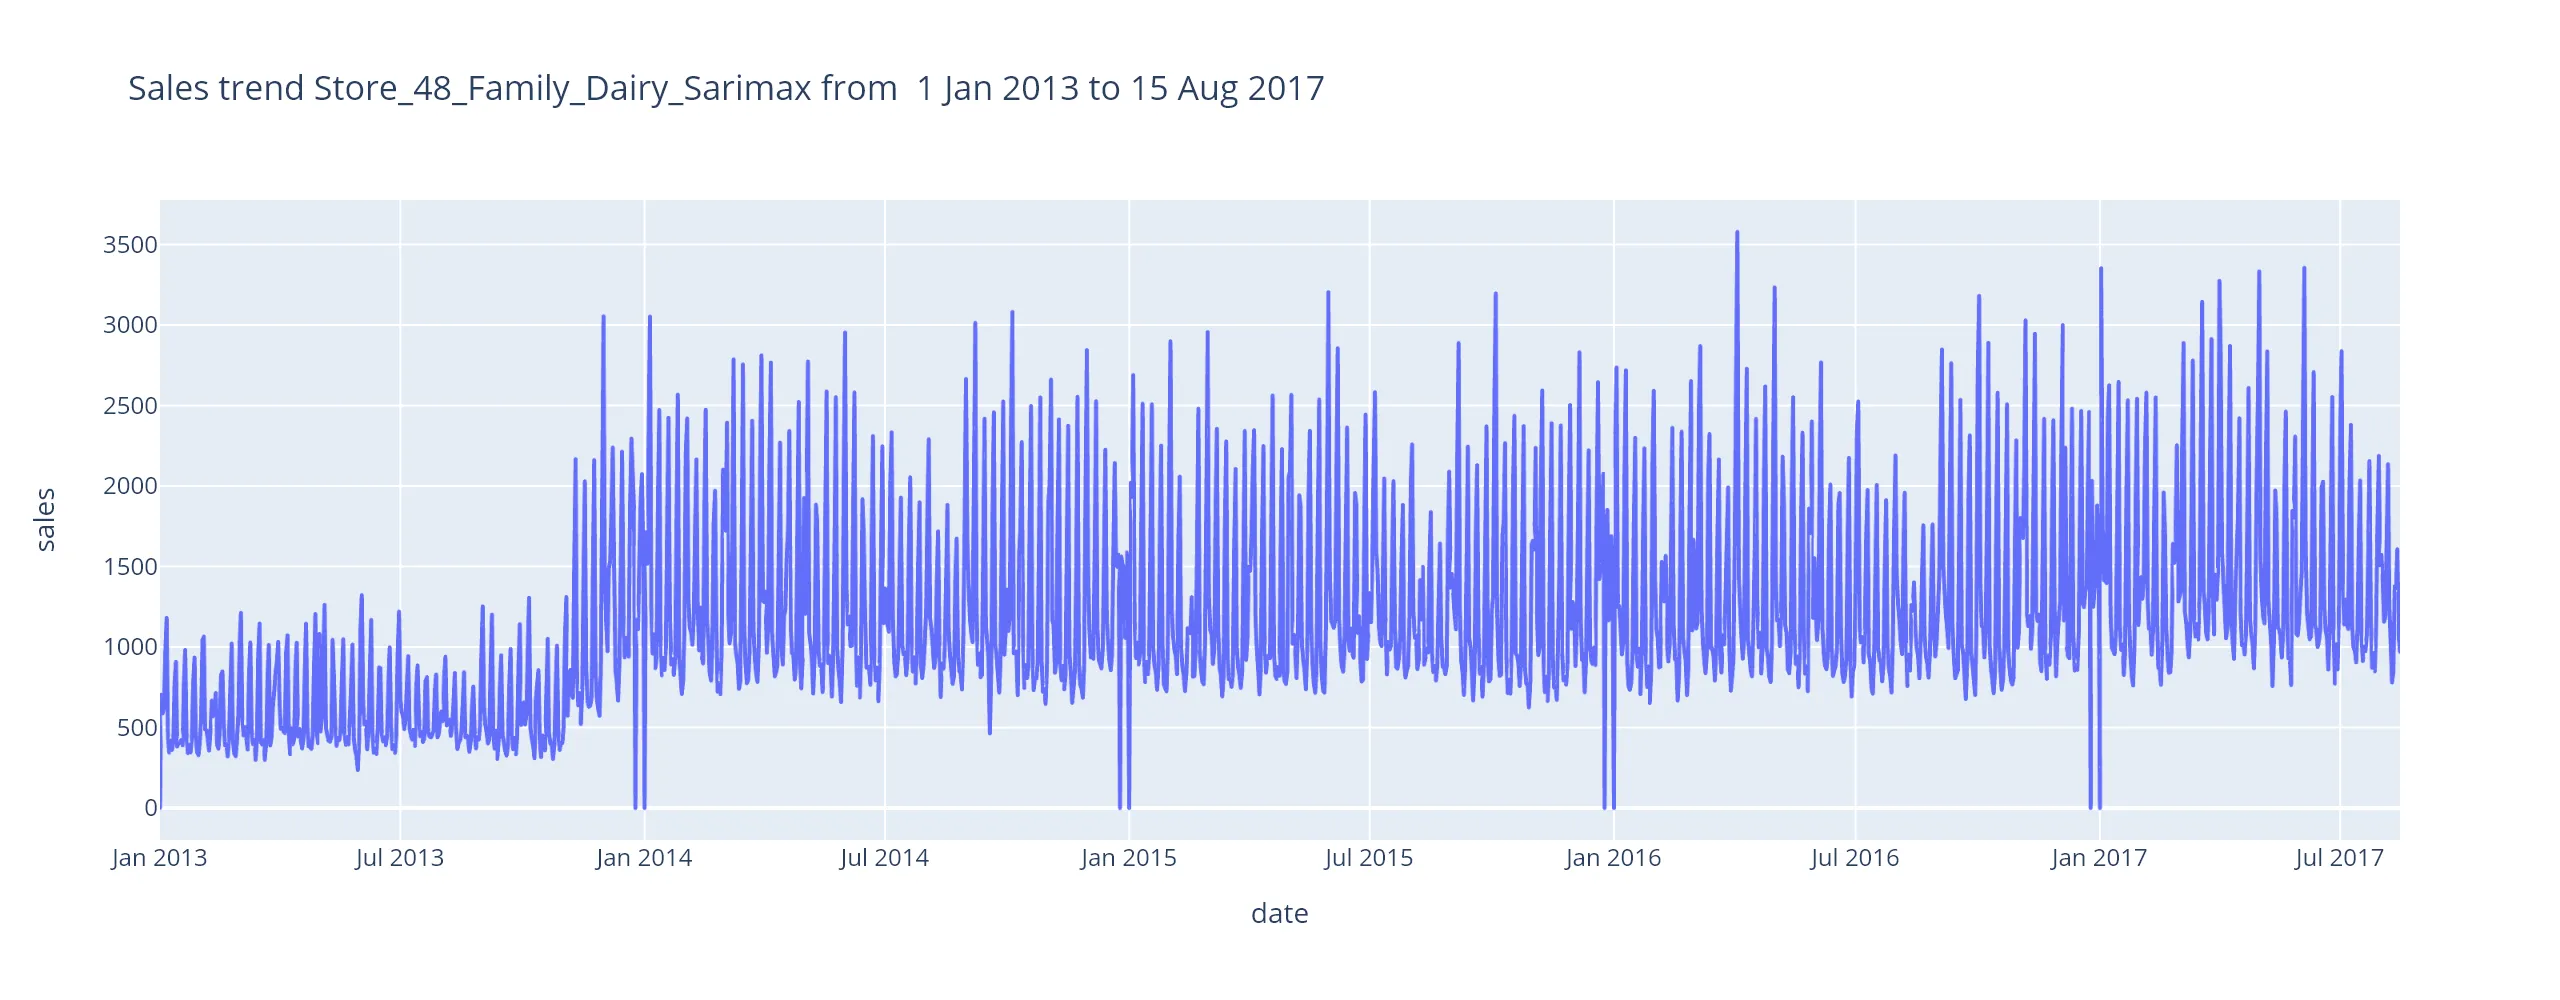 Sales trend Store_48_Family_Dairy_Sarimax from  1 Jan 2013 to 15 Aug 2017
3500
3000
2500
2000
1500
1000
500
0
sales
Jan 2013 Jul 2013 Jan 2014 Jul 2014 Jan 2015 Jul 2015 Jan 2016 Jul 2016 Jan 2017 Jul 2017
date